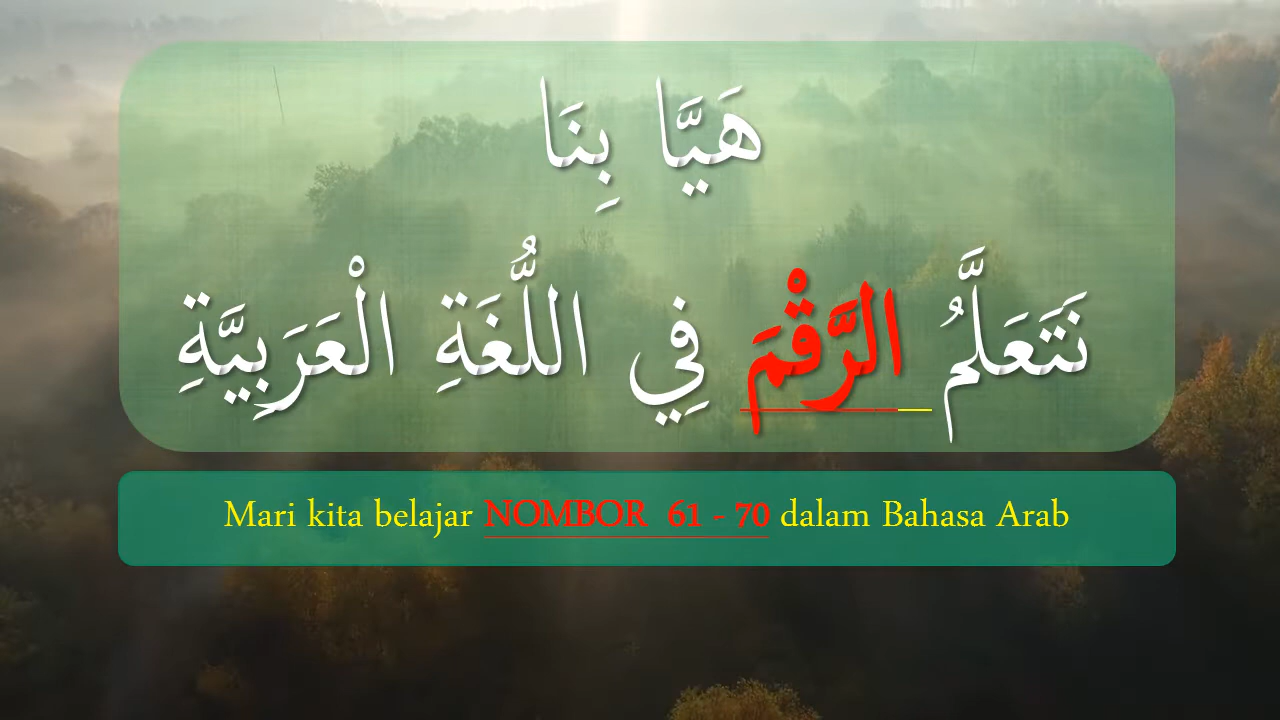 هَيَّا بِنَا
نَتَعَلَّمُ الرَّقْمَ فِي اللُّغَةِ الْعَرَبِيَّةِ
Mari kita belajar NOMBOR 61 - 70 dalam Bahasa Arab